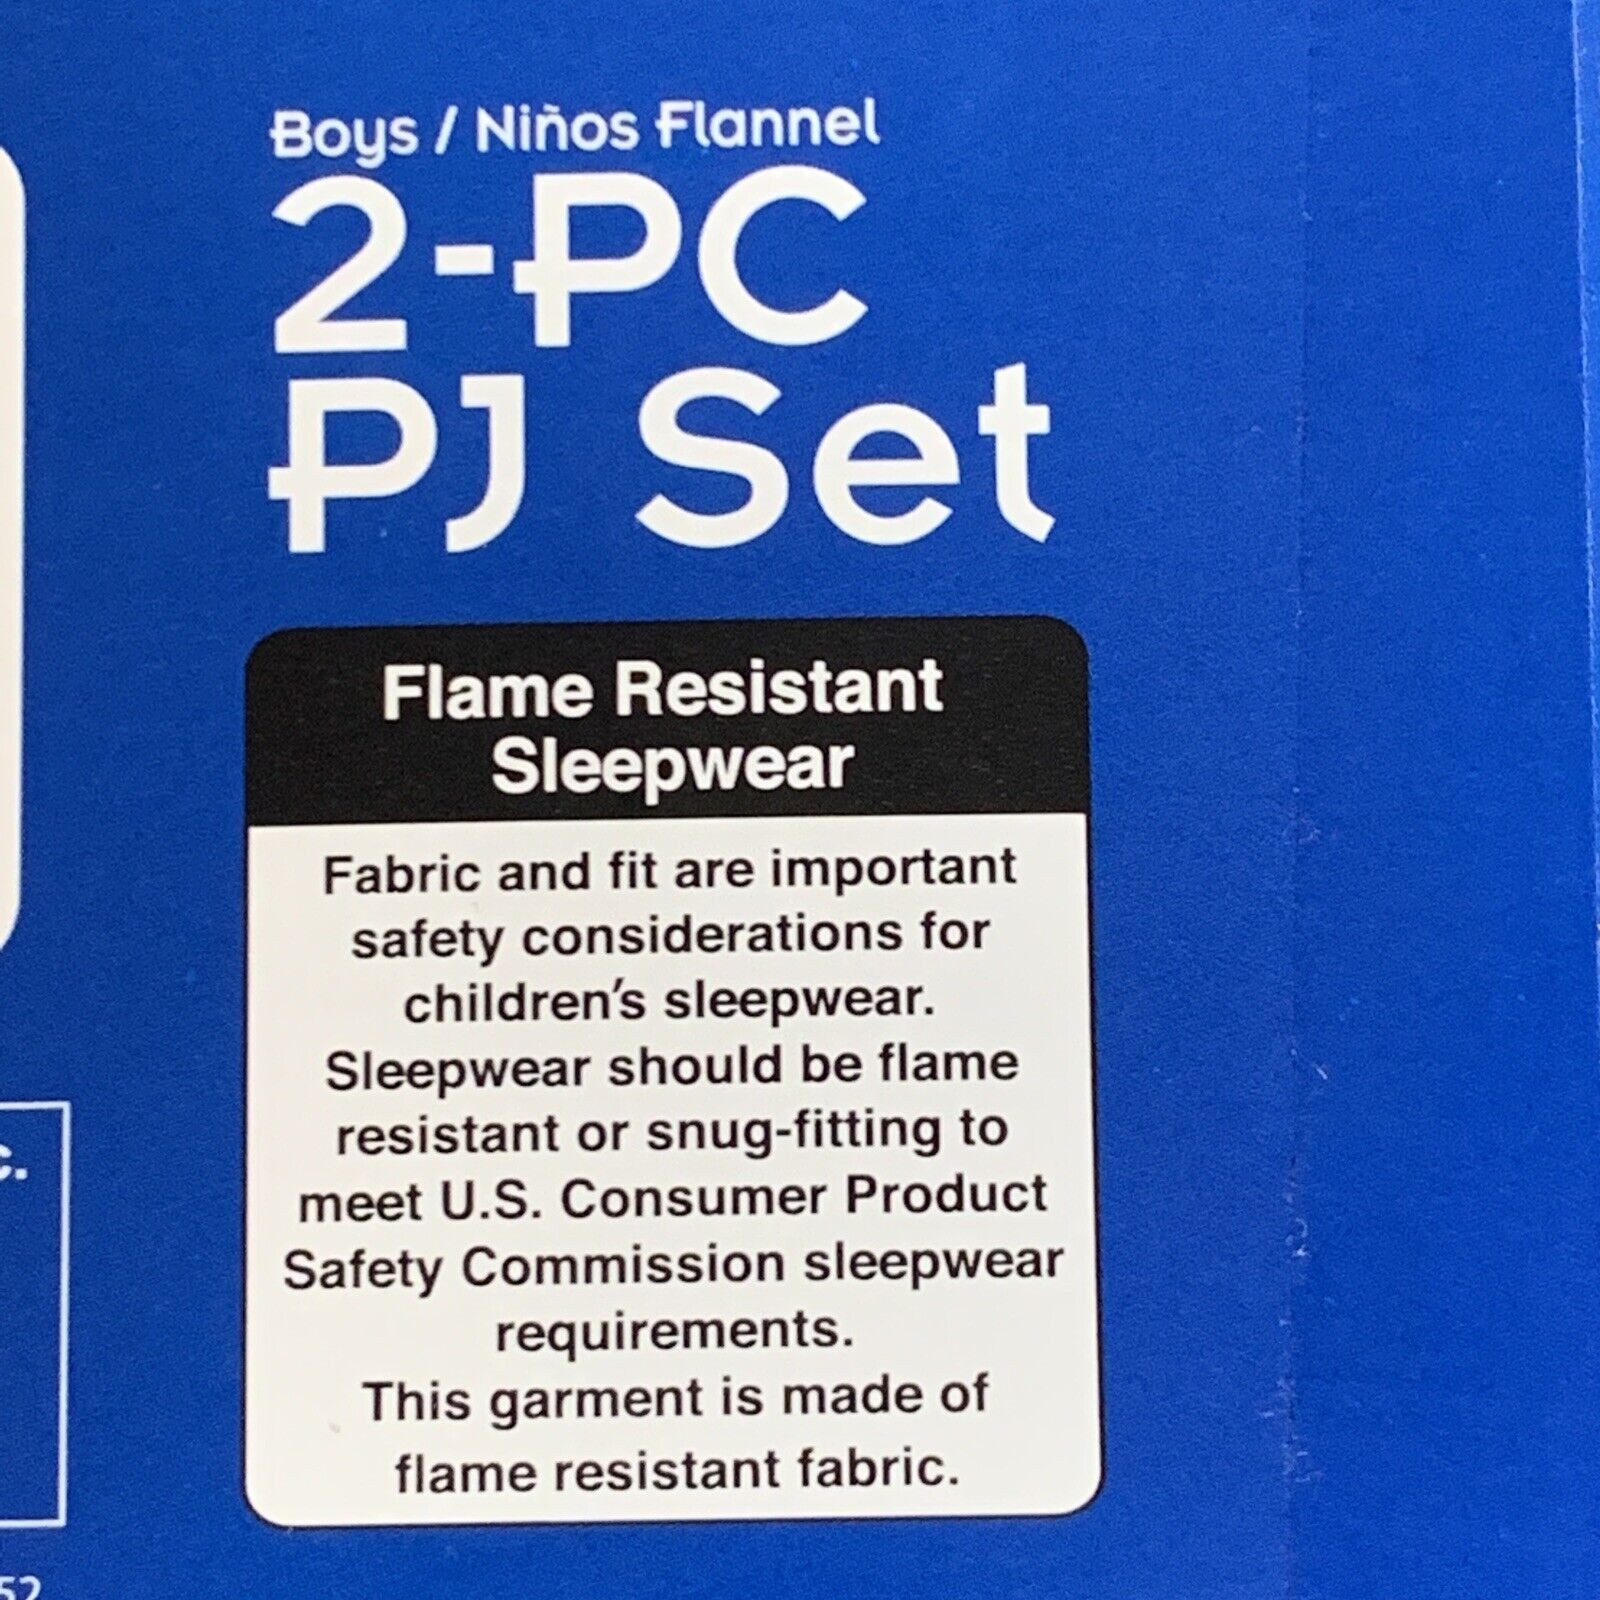 Boys / Niños Flannel
2-PC
PJ Set
Flame Resistant
Sleepwear
Fabric and fit are important
safety considerations for
children's sleepwear.
Sleepwear should be flame
resistant or snug-fitting to
meet U.S. Consumer Product
Safety Commission sleepwear
requirements.
This garment is made of
flame resistant fabric.
c.
52